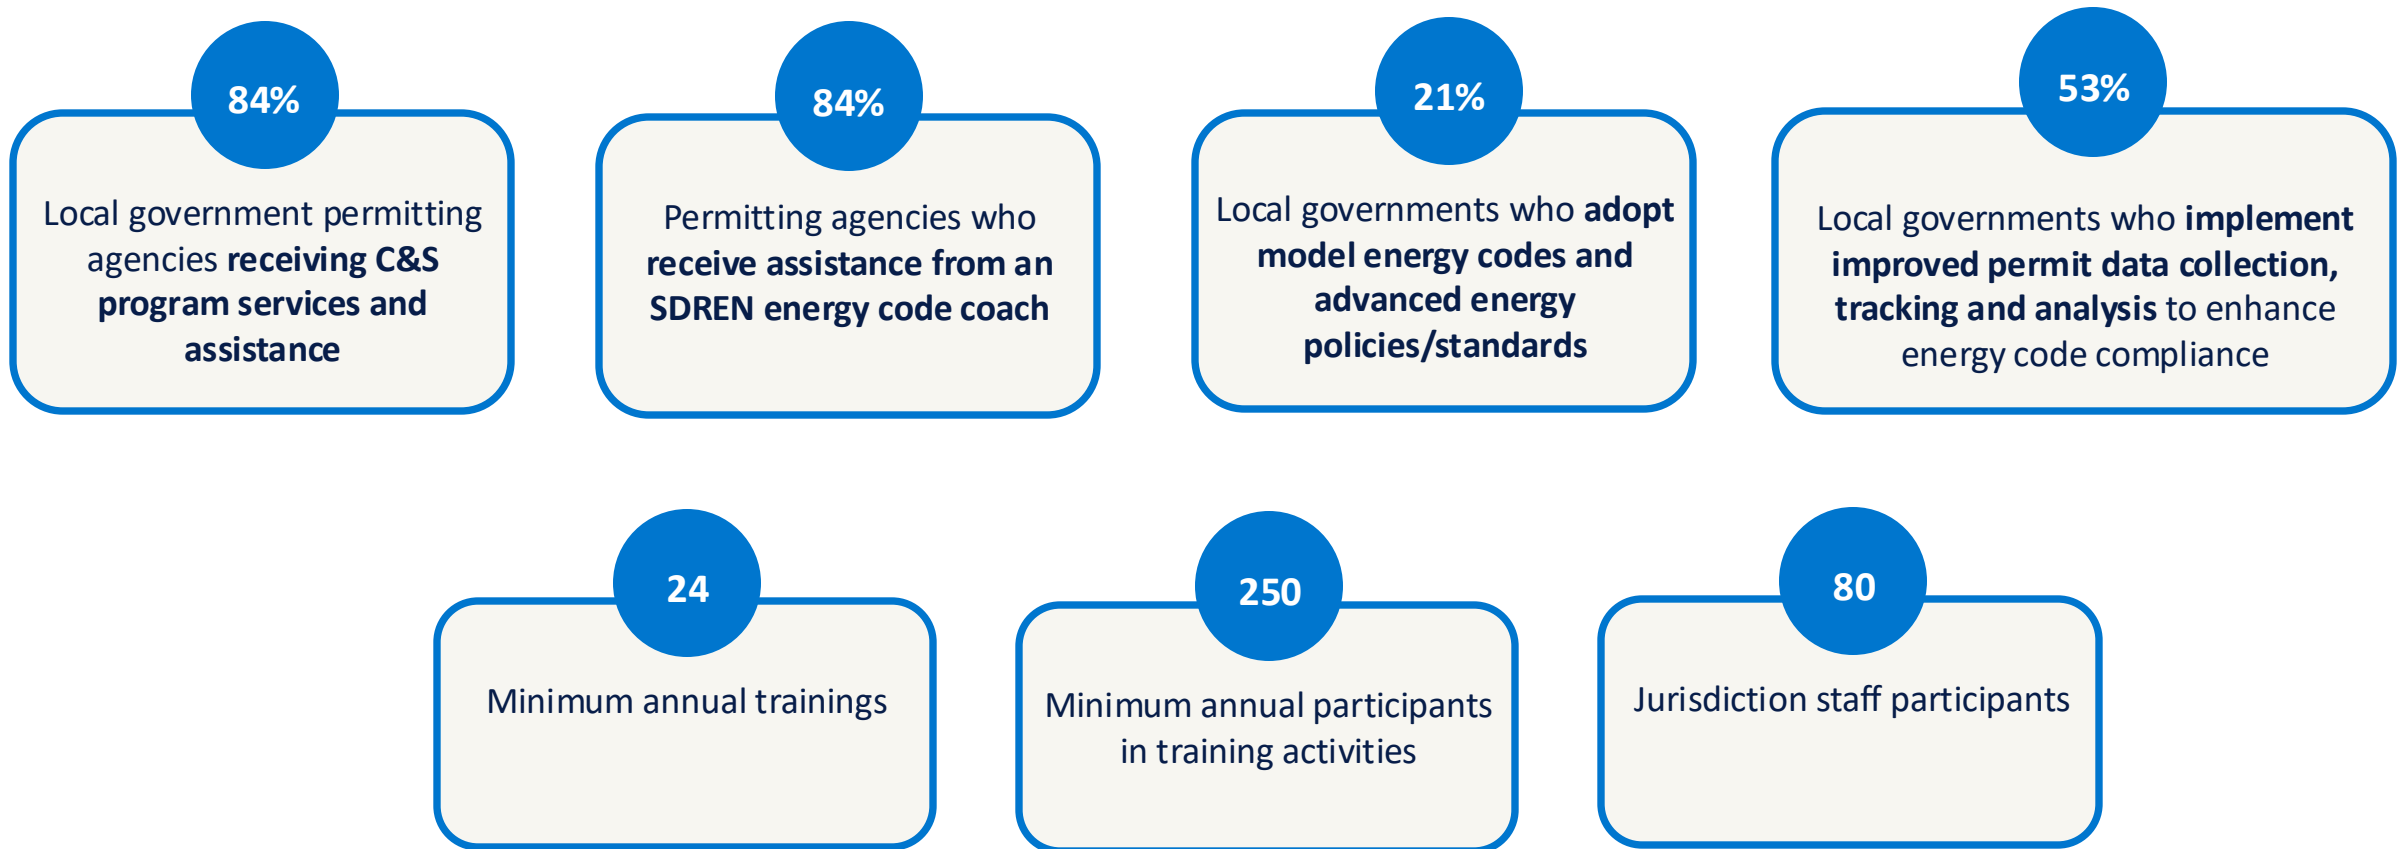 84%
Local government permitting
agencies receiving C&S
program services and
assistance
84%
Permitting agencies who
receive assistance from an
SDREN energy code coach
21%
Local governments who adopt
model energy codes and
advanced energy
policies/standards
53%
Local governments who implement
improved permit data collection,
tracking and analysis to enhance
energy code compliance
24
Minimum annual trainings
250
Minimum annual participants
in training activities
80
Jurisdiction staff participants